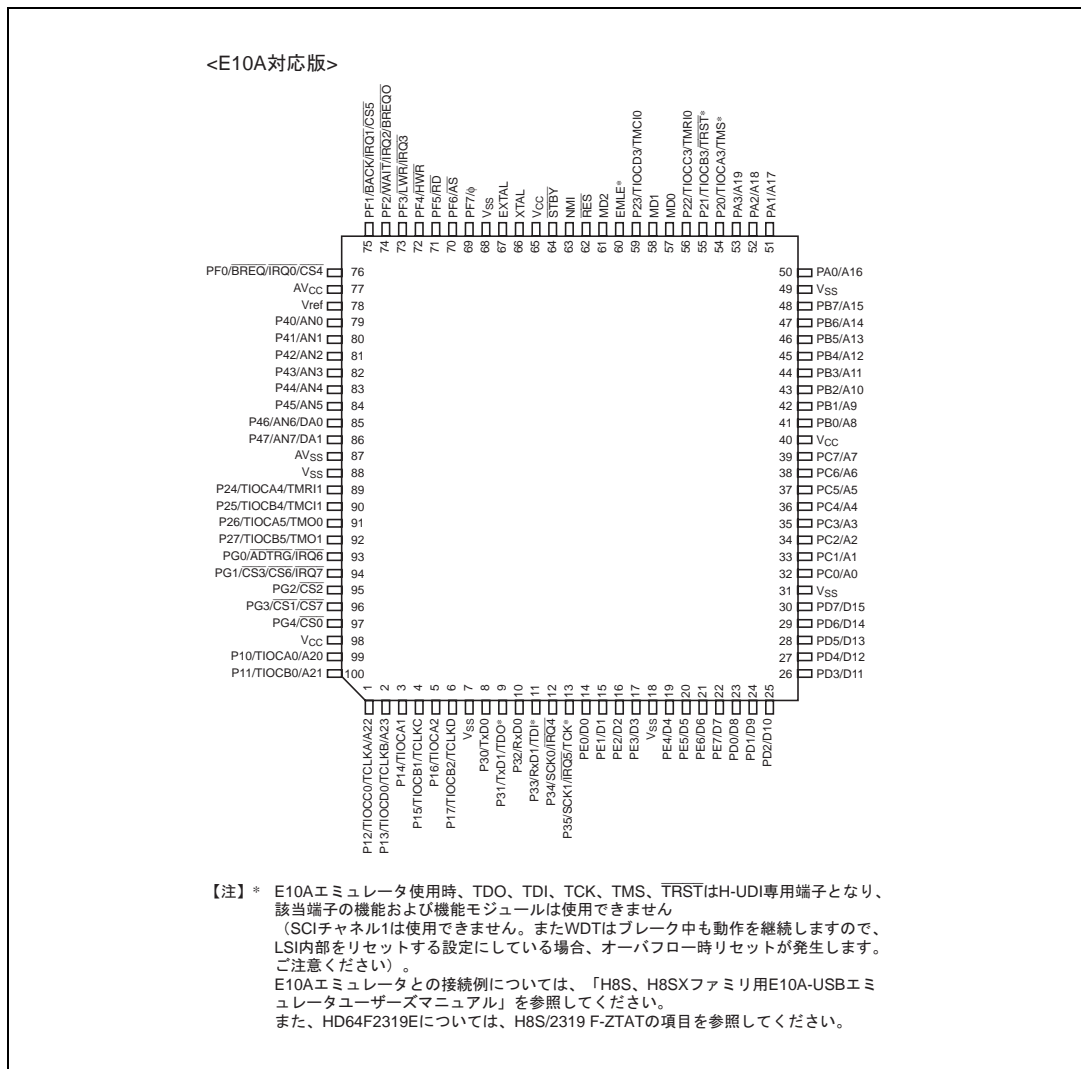 <E10A対応版>
PF1/BACK/IRQ1/CS5
PF2/WAIT/IRQ2/BREQO
PF3/LWR/IRQ3
PF4/HWR
PF5/RD
PF6/AS
PF7/φ
VSS
EXTAL
XTAL
VCC
STBY
NMI
RES
MD2
EMLE*
P23/TIOCD3/TMCI0
MD1
MD0
P22/TIOCC3/TMRI0
P21/TIOCB3/TRST*
P20/TIOCA3/TMS*
PA3/A19
PA2/A18
PA1/A17
75 74 73 72 71 70 69 68 67 66 65 64 63 62 61 60 59 58 57 56 55 54 53 52 51
PF0/BREQ/IRQ0/CS4 76
AVCC 77
Vref 78
P40/AN0 79
P41/AN1 80
P42/AN2 81
P43/AN3 82
P44/AN4 83
P45/AN5 84
P46/AN6/DA0 85
P47/AN7/DA1 86
AVSS 87
VSS 88
P24/TIOCA4/TMRI1 89
P25/TIOCB4/TMCI1 90
P26/TIOCA5/TMO0 91
P27/TIOCB5/TMO1 92
PG0/ADTRG/IRQ6 93
PG1/CS3/CS6/IRQ7 94
PG2/CS2 95
PG3/CS1/CS7 96
PG4/CS0 97
VCC 98
P10/TIOCA0/A20 99
P11/TIOCB0/A21 100
50 PA0/A16
49 VSS
48 PB7/A15
47 PB6/A14
46 PB5/A13
45 PB4/A12
44 PB3/A11
43 PB2/A10
42 PB1/A9
41 PB0/A8
40 VCC
39 PC7/A7
38 PC6/A6
37 PC5/A5
36 PC4/A4
35 PC3/A3
34 PC2/A2
33 PC1/A1
32 PC0/A0
31 VSS
30 PD7/D15
29 PD6/D14
28 PD5/D13
27 PD4/D12
26 PD3/D11
1 2 3 4 5 6 7 8 9 10 11 12 13 14 15 16 17 18 19 20 21 22 23 24 25
P12/TIOCC0/TCLKA/A22
P13/TIOCD0/TCLKB/A23
P14/TIOCA1
P15/TIOCB1/TCLKC
P16/TIOCA2
P17/TIOCB2/TCLKD
VSS
P30/TxD0
P31/TxD1/TDO*
P32/RxD0
P33/RxD1/TDI*
P34/SCK0/IRQ4
P35/SCK1/IRQ5/TCK*
PE0/D0
PE1/D1
PE2/D2
PE3/D3
VSS
PE4/D4
PE5/D5
PE6/D6
PE7/D7
PD0/D8
PD1/D9
PD2/D10
【注】* E10Aエミュレータ使用時、TDO、TDI、TCK、TMS、TRSTはH-UDI専用端子となり、
該当端子の機能および機能モジュールは使用できません
（SCIチャネル1は使用できません。またWDTはブレーク中も動作を継続しますので、
LSI内部をリセットする設定にしている場合、オーバフロー時リセットが発生します。
ご注意ください）。
E10Aエミュレータとの接続例については、「H8S、H8SXファミリ用E10A-USBエミ
ュレータユーザーズマニュアル」を参照してください。
また、HD64F2319Eについては、H8S/2319 F-ZTATの項目を参照してください。